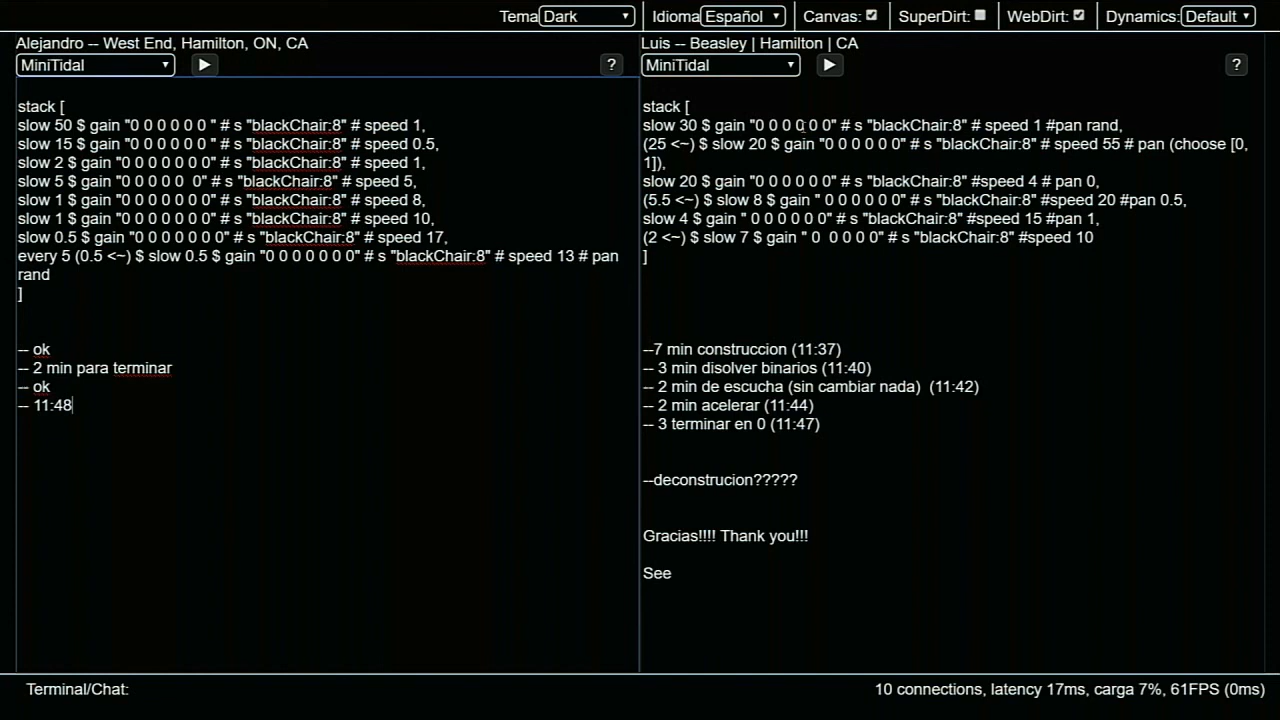 Tema Dark Idioma Español Canvas: SuperDirt: WebDirt: Dynamics: Default
Alejandro -- West End, Hamilton, ON, CA
MiniTidal ?
stack [
slow 50 $ gain "0 0 0 0 0 0 " # s "blackChair:8" # speed 1,
slow 15 $ gain "0 0 0 0 0 0 " # s "blackChair:8" # speed 0.5,
slow 2 $ gain "0 0 0 0 0 0 0" # s "blackChair:8" # speed 1,
slow 5 $ gain "0 0 0 0 0  0" # s "blackChair:8" # speed 5,
slow 1 $ gain "0 0 0 0 0 0 0" # s "blackChair:8" # speed 8,
slow 1 $ gain "0 0 0 0 0 0 0" # s "blackChair:8" # speed 10,
slow 0.5 $ gain "0 0 0 0 0 0 0" # s "blackChair:8" # speed 17,
every 5 (0.5 <~) $ slow 0.5 $ gain "0 0 0 0 0 0 0" # s "blackChair:8" # speed 13 # pan
rand
]
-- ok
-- 2 min para terminar
-- ok
-- 11:48
Luis -- Beasley | Hamilton | CA
MiniTidal ?
stack [
slow 30 $ gain "0 0 0 0 0 0" # s "blackChair:8" # speed 1 #pan rand,
(25 <~) $ slow 20 $ gain "0 0 0 0 0 0" # s "blackChair:8" # speed 55 # pan (choose [0,
1]),
slow 20 $ gain "0 0 0 0 0 0" # s "blackChair:8" #speed 4 # pan 0,
(5.5 <~) $ slow 8 $ gain " 0 0 0 0 0 0" # s "blackChair:8" #speed 20 #pan 0.5,
slow 4 $ gain " 0 0 0 0 0 0" # s "blackChair:8" #speed 15 #pan 1,
(2 <~) $ slow 7 $ gain " 0  0 0 0 0" # s "blackChair:8" #speed 10
]
--7 min construccion (11:37)
-- 3 min disolver binarios (11:40)
-- 2 min de escucha (sin cambiar nada)  (11:42)
-- 2 min acelerar (11:44)
-- 3 terminar en 0 (11:47)
--deconstrucion?????
Gracias!!!! Thank you!!!
See
Terminal/Chat:
10 connections, latency 17ms, carga 7%, 61FPS (0ms)